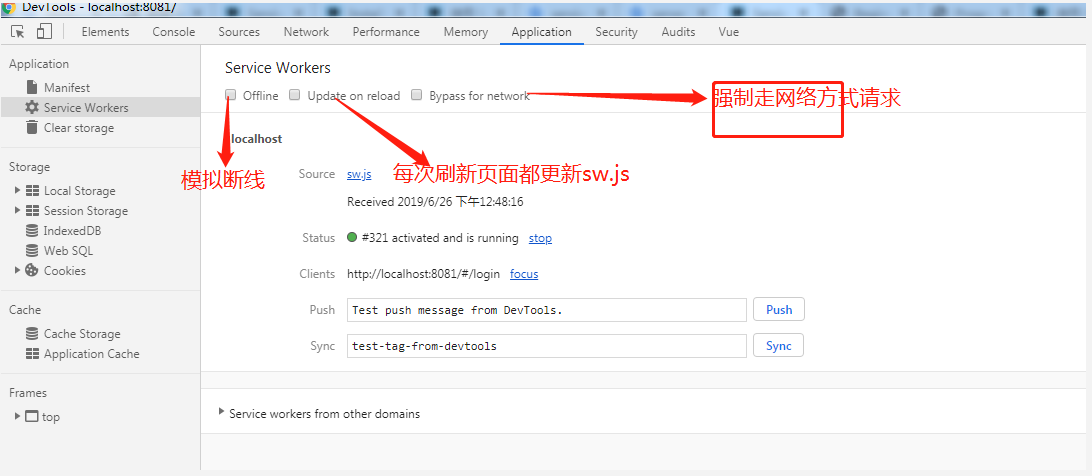 DevTools - localhost:8081/
Elements Console Sources Network Performance Memory Application Security Audits Vue
Application
Manifest
Service Workers
Clear storage
Storage
Local Storage
Session Storage
IndexedDB
Web SQL
Cookies
Cache
Cache Storage
Application Cache
Frames
top
Service Workers
Offline Update on reload Bypass for network
强制走网络方式请求
localhost
模拟断线
每次刷新页面都更新sw.js
Source sw.js
Received 2019/6/26 下午12:48:16
Status #321 activated and is running stop
Clients http://localhost:8081/#/login focus
Push Test push message from DevTools. Push
Sync test-tag-from-devtools Sync
Service workers from other domains